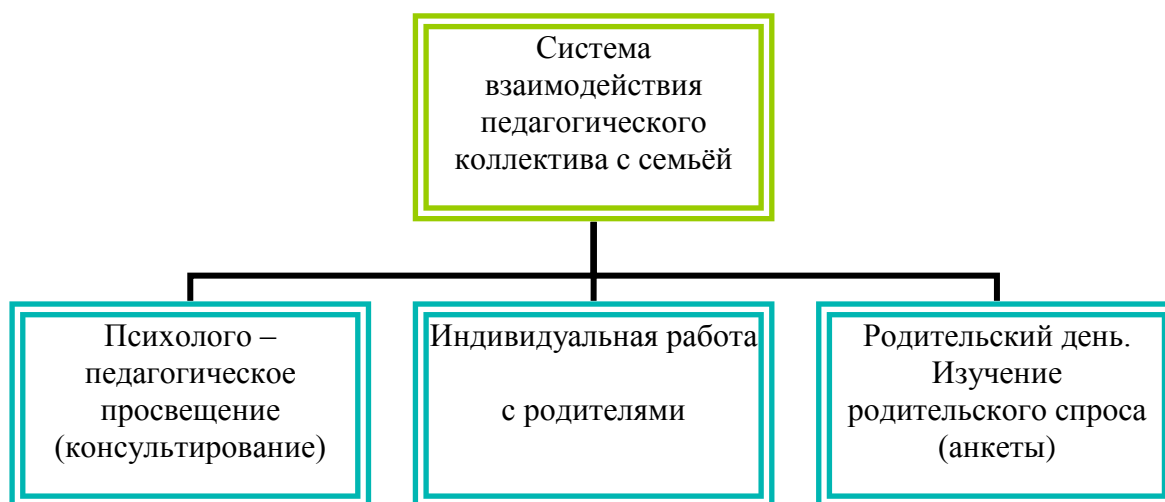 Система
взаимодействия
педагогического
коллектива с семьёй
Психолого –
педагогическое
просвещение
(консультирование)
Индивидуальная работа
с родителями
Родительский день.
Изучение
родительского спроса
(анкеты)